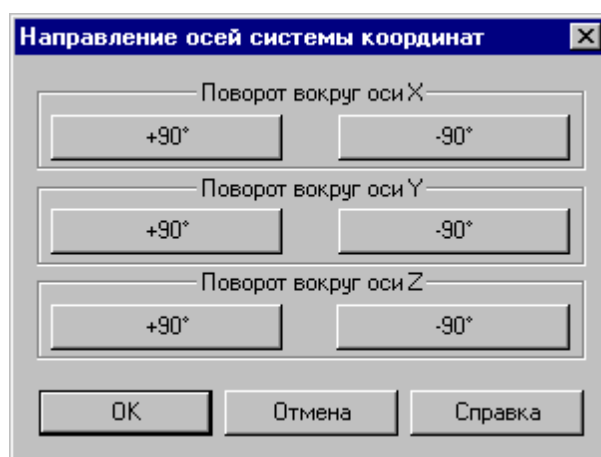 Направление осей системы координат
Поворот вокруг оси X
+90° -90°
Поворот вокруг оси Y
+90° -90°
Поворот вокруг оси Z
+90° -90°
OK Отмена Справка